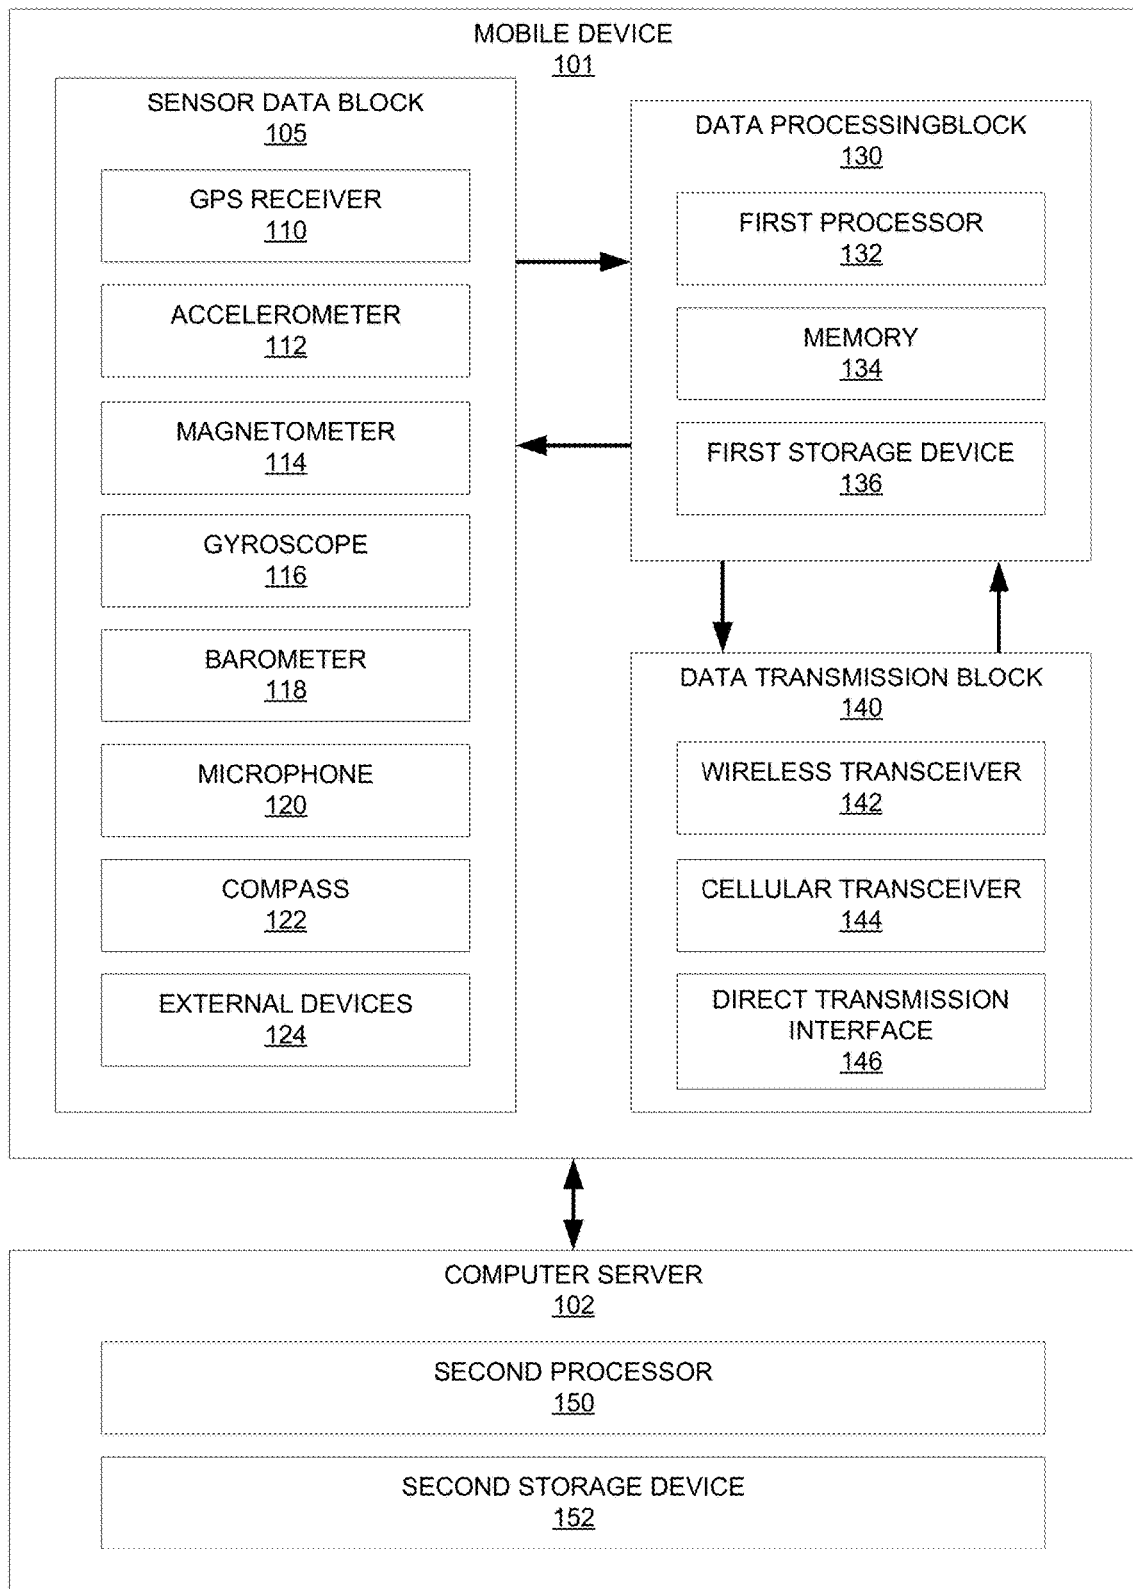 MOBILE DEVICE
101
SENSOR DATA BLOCK
105
GPS RECEIVER
110
ACCELEROMETER
112
MAGNETOMETER
114
GYROSCOPE
116
BAROMETER
118
MICROPHONE
120
COMPASS
122
EXTERNAL DEVICES
124
DATA PROCESSINGBLOCK
130
FIRST PROCESSOR
132
MEMORY
134
FIRST STORAGE DEVICE
136
DATA TRANSMISSION BLOCK
140
WIRELESS TRANSCEIVER
142
CELLULAR TRANSCEIVER
144
DIRECT TRANSMISSION
INTERFACE
146
COMPUTER SERVER
102
SECOND PROCESSOR
150
SECOND STORAGE DEVICE
152